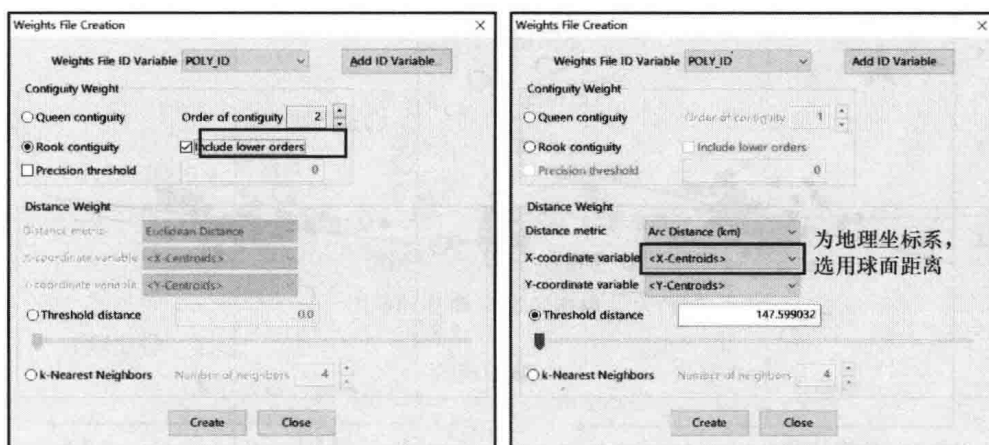 Weights File Creation
Weights File ID Variable POLY_ID Add ID Variable...
Contiguity Weight
Queen contiguity Order of contiguity 2
Rook contiguity Include lower orders
Precision threshold 0
Distance Weight
Distance metric Euclidean Distance
X-coordinate variable <X-Centroids>
Y-coordinate variable <Y-Centroids>
Threshold distance 0.0
k-Nearest Neighbors Number of neighbors 4
Create Close
Weights File Creation
Weights File ID Variable POLY_ID Add ID Variable...
Contiguity Weight
Queen contiguity Order of contiguity 1
Rook contiguity Include lower orders
Precision threshold 0
Distance Weight
Distance metric Arc Distance (km)
X-coordinate variable <X-Centroids>
Y-coordinate variable <Y-Centroids>
Threshold distance 147.599032
k-Nearest Neighbors Number of neighbors 4
Create Close
为地理坐标系，
选用球面距离